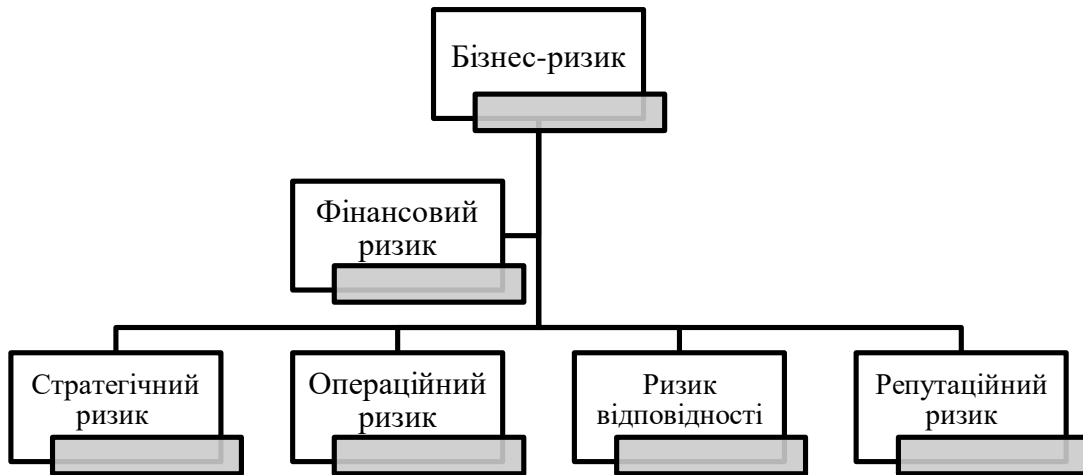 Бізнес-ризик
Фінансовий
ризик
Стратегічний
ризик
Операційний
ризик
Ризик
відповідності
Репутаційний
ризик